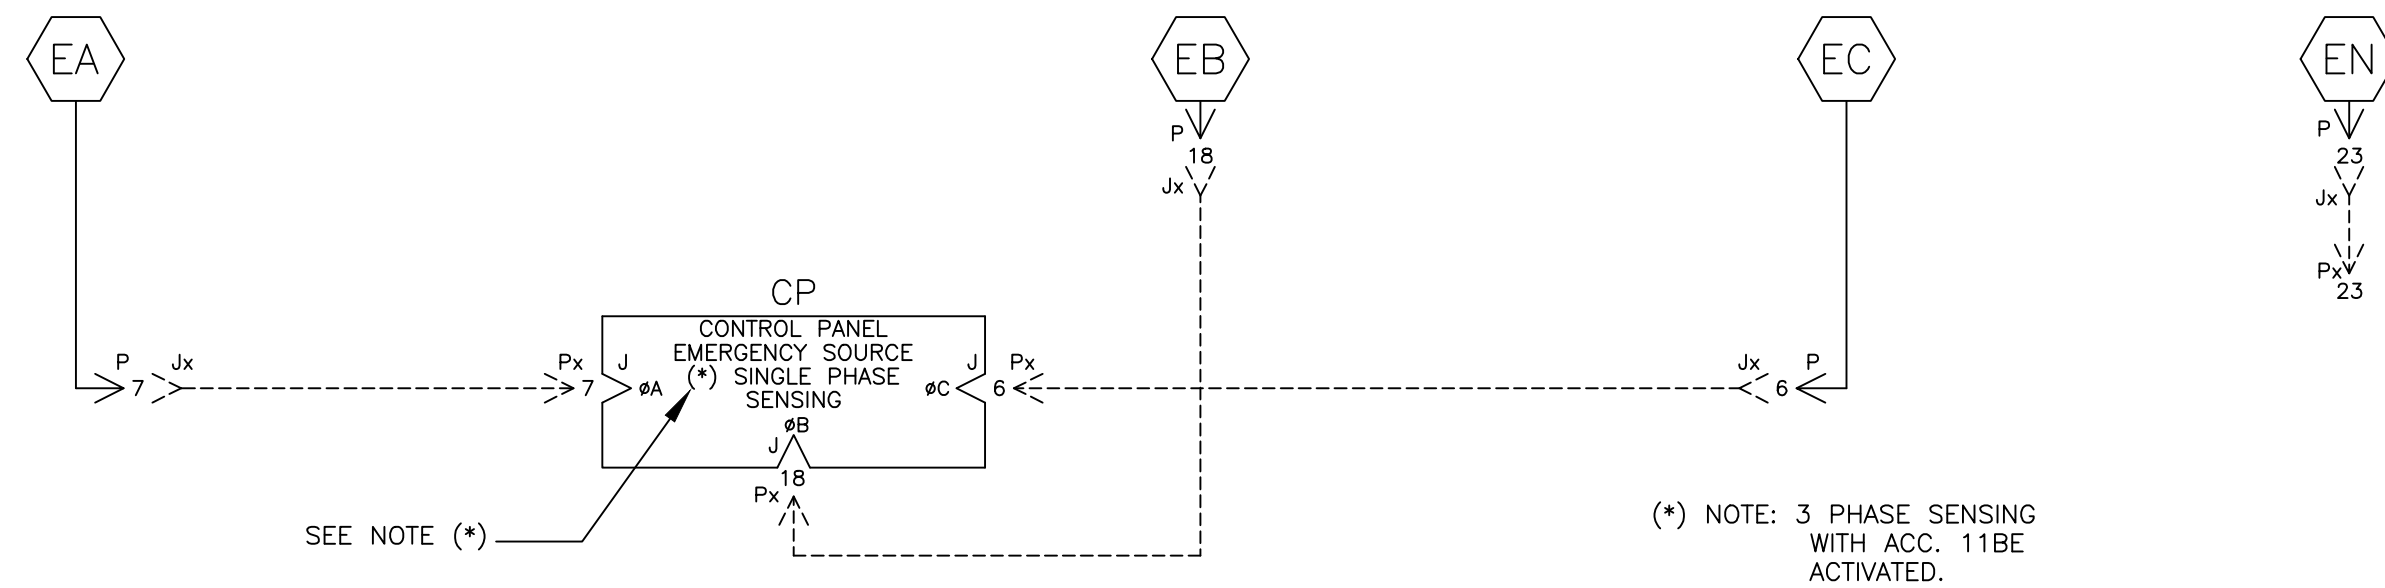 EA
EB
EC
EN
P
18
Jx
P
23
Jx
Px
23
CP
CONTROL PANEL
EMERGENCY SOURCE
(*) SINGLE PHASE
SENSING
P
7
Jx
Px
7
J
øA
øC
J
6
Px
Jx
6
P
øB
J
18
Px
SEE NOTE (*)
(*) NOTE: 3 PHASE SENSING
WITH ACC. 11BE
ACTIVATED.